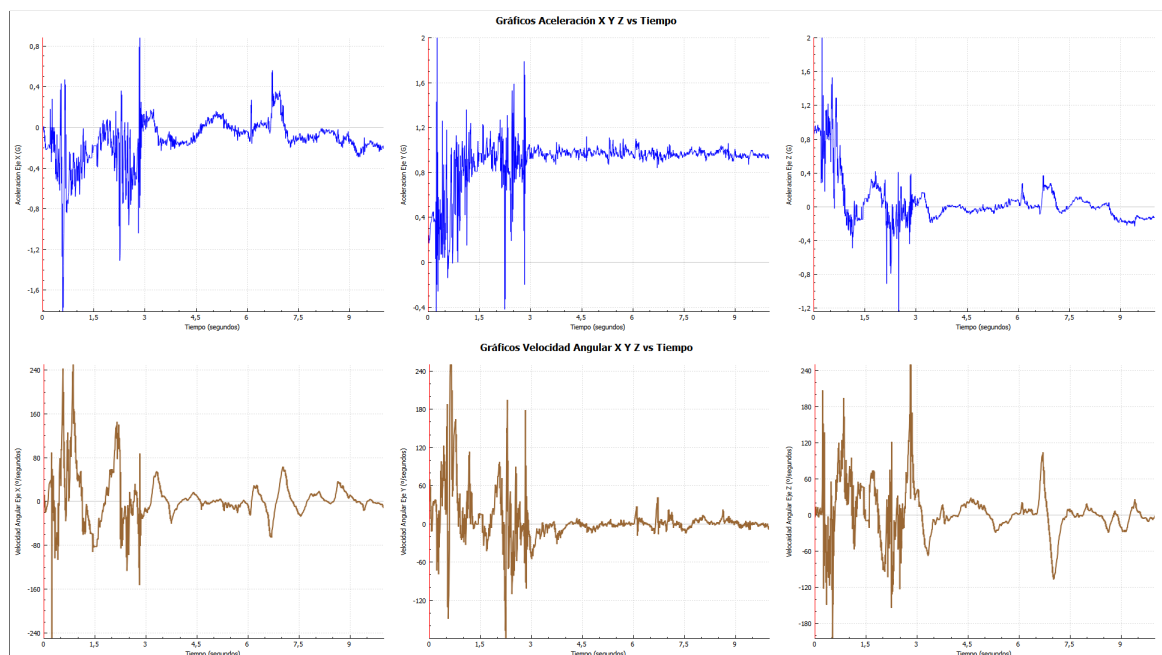 Gráficos Aceleración X Y Z vs Tiempo
Aceleracion Eje X (G)
0,8
0,4
0
-0,4
-0,8
-1,2
-1,6
0 1,5 3 4,5 6 7,5 9
Tiempo (segundos)
Aceleracion Eje Y (G)
2
1,6
1,2
0,8
0,4
0
-0,4
0 1,5 3 4,5 6 7,5 9
Tiempo (segundos)
Aceleracion Eje Z (G)
2
1,6
1,2
0,8
0,4
0
-0,4
-0,8
-1,2
0 1,5 3 4,5 6 7,5 9
Tiempo (segundos)
Gráficos Velocidad Angular X Y Z vs Tiempo
Velocidad Angular Eje X (º/segundos)
240
160
80
0
-80
-160
-240
0 1,5 3 4,5 6 7,5 9
Tiempo (segundos)
Velocidad Angular Eje Y (º/segundos)
240
180
120
60
0
-60
-120
0 1,5 3 4,5 6 7,5 9
Tiempo (segundos)
Velocidad Angular Eje Z (º/segundos)
240
180
120
60
0
-60
-120
-180
0 1,5 3 4,5 6 7,5 9
Tiempo (segundos)